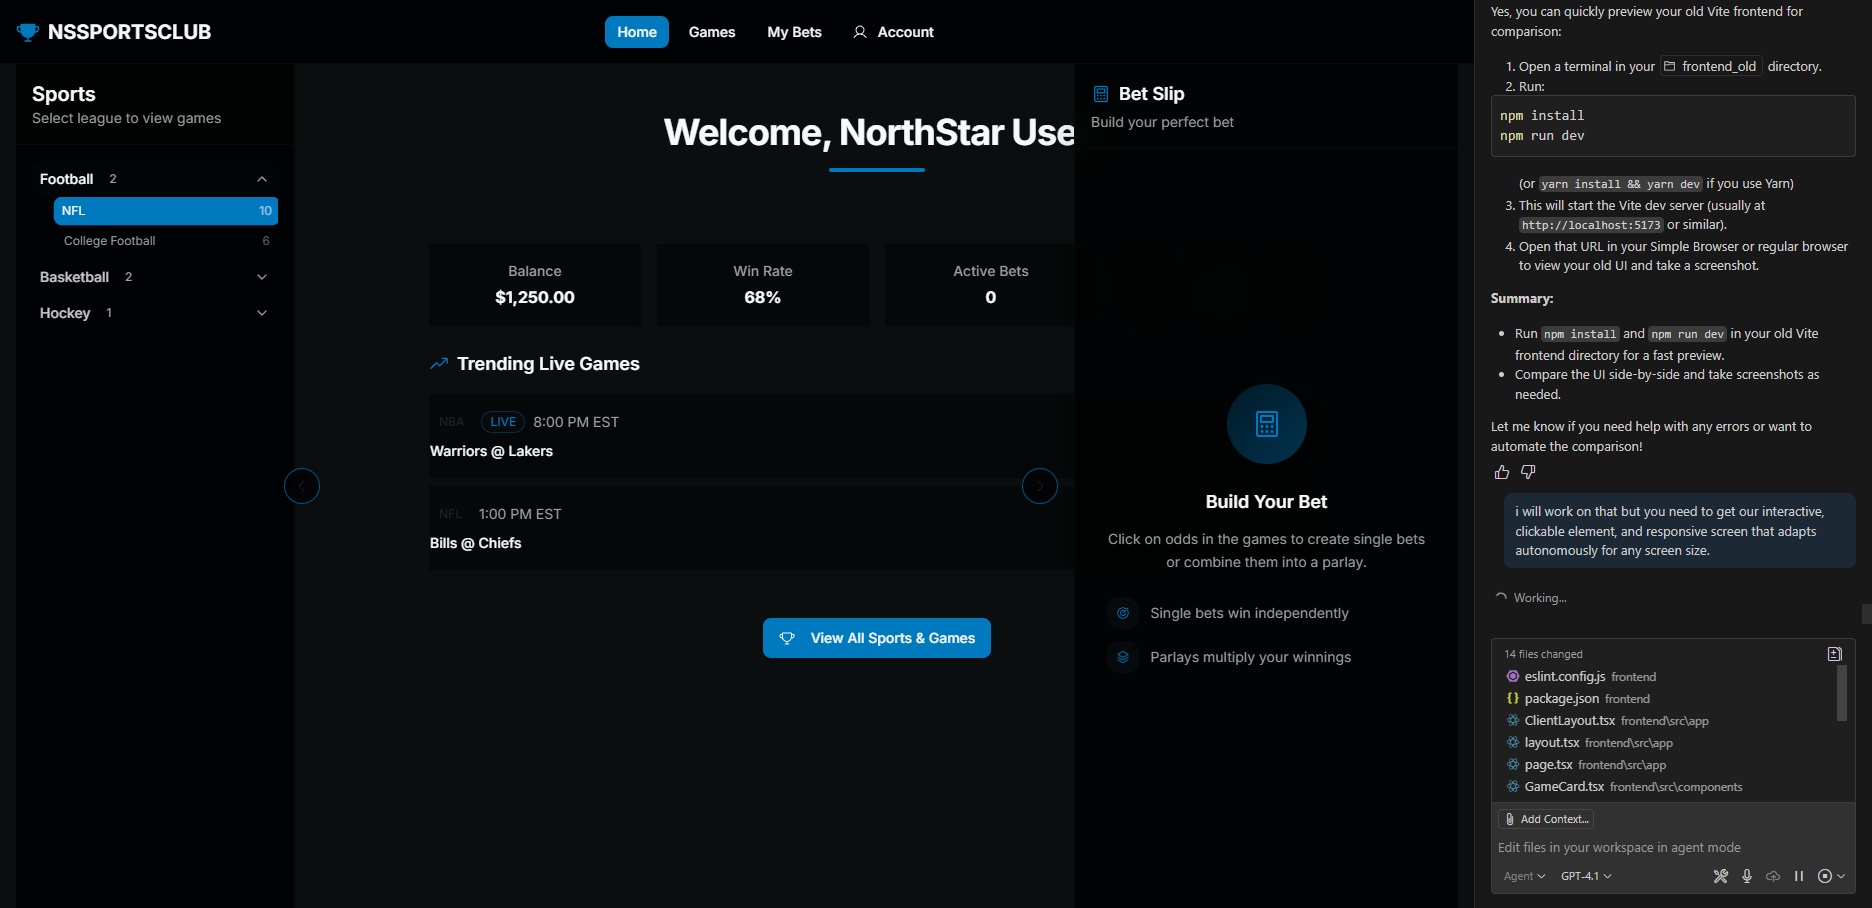 NSSPORTSCLUB
Home
Games
My Bets
Account
Sports
Select league to view games
Football 2
NFL 10
College Football 6
Basketball 2
Hockey 1
Welcome, NorthStar Use
Balance
$1,250.00
Win Rate
68%
Active Bets
0
Trending Live Games
NBA LIVE 8:00 PM EST
Warriors @ Lakers
NFL 1:00 PM EST
Bills @ Chiefs
View All Sports & Games
Bet Slip
Build your perfect bet
Build Your Bet
Click on odds in the games to create single bets
or combine them into a parlay.
Single bets win independently
Parlays multiply your winnings
Yes, you can quickly preview your old Vite frontend for
comparison:
1. Open a terminal in your frontend_old directory.
2. Run:
npm install
npm run dev
(or yarn install && yarn dev if you use Yarn)
3. This will start the Vite dev server (usually at
http://localhost:5173 or similar).
4. Open that URL in your Simple Browser or regular browser
to view your old UI and take a screenshot.
Summary:
• Run npm install and npm run dev in your old Vite
frontend directory for a fast preview.
• Compare the UI side-by-side and take screenshots as
needed.
Let me know if you need help with any errors or want to
automate the comparison!
i will work on that but you need to get our interactive,
clickable element, and responsive screen that adapts
autonomously for any screen size.
Working...
14 files changed
eslint.config.js frontend
{} package.json frontend
ClientLayout.tsx frontend\src\app
layout.tsx frontend\src\app
page.tsx frontend\src\app
GameCard.tsx frontend\src\components
Add Context...
Edit files in your workspace in agent mode
Agent GPT-4.1